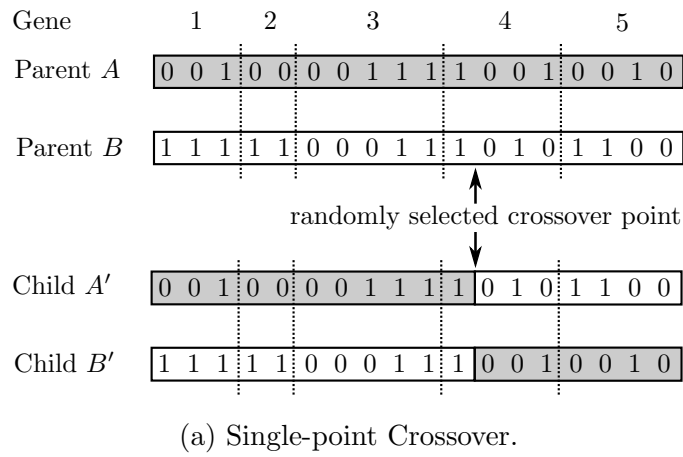 Gene 1 2 3 4 5
Parent A 0 0 1 0 0 0 0 1 1 1 1 0 0 1 0 0 1 0
Parent B 1 1 1 1 1 0 0 0 1 1 1 0 1 0 1 1 0 0
randomly selected crossover point
Child A′ 0 0 1 0 0 0 0 1 1 1 1 0 1 0 1 1 0 0
Child B′ 1 1 1 1 1 0 0 0 1 1 1 0 0 1 0 0 1 0
(a) Single-point Crossover.